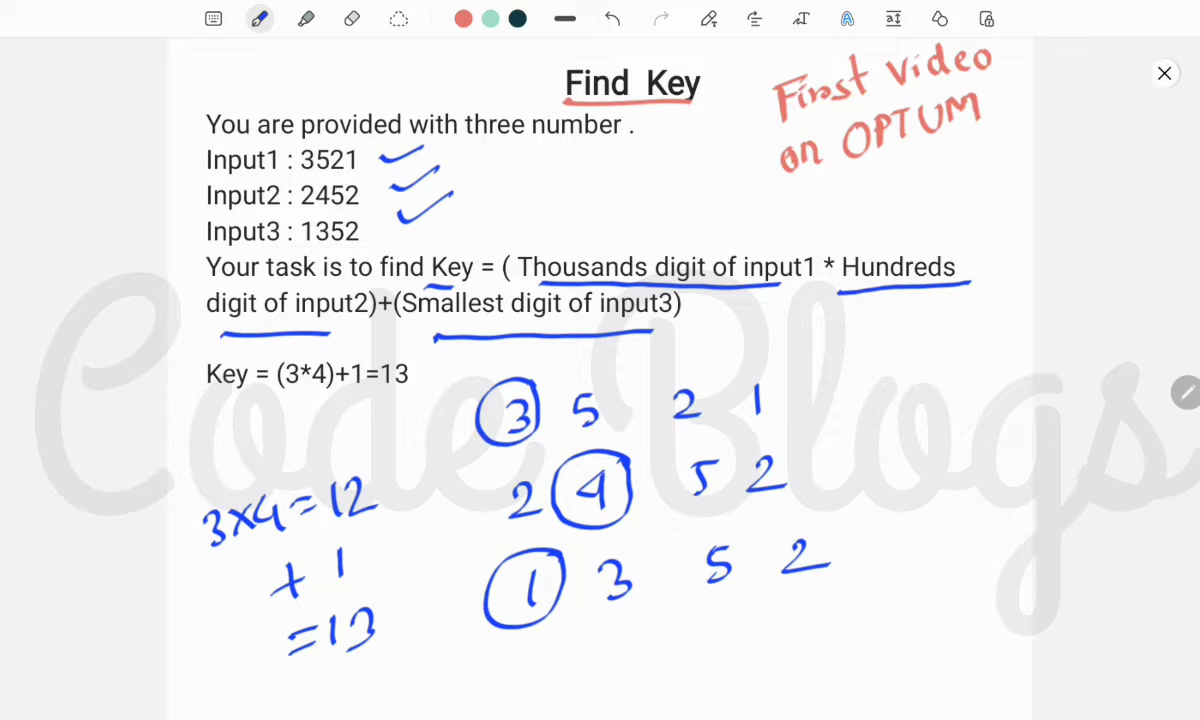 Find Key
First video
on OPTUM
You are provided with three number .
Input1 : 3521
Input2 : 2452
Input3 : 1352
Your task is to find Key = ( Thousands digit of input1 * Hundreds
digit of input2)+(Smallest digit of input3)
Key = (3*4)+1=13
3 5 2 1
2 4 5 2
1 3 5 2
3x4=12
+ 1
=13
Code Blogs